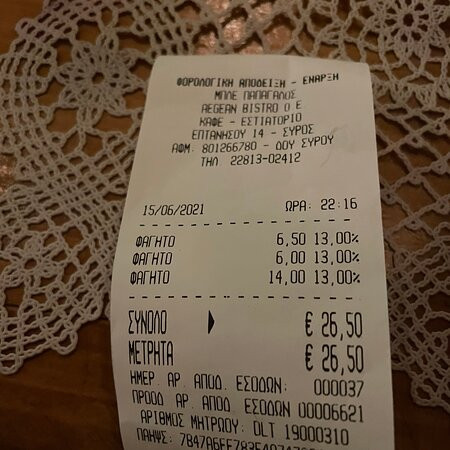 ΦΟΡΟΛΟΓΙΚΗ ΑΠΟΔΕΙΞΗ - ΕΝΑΡΞΗ
ΜΠΛΕ ΠΑΠΑΓΑΛΟΣ
AEGEAN BISTRO O E
ΚΑΦΕ - ΕΣΤΙΑΤΟΡΙΟ
ΕΠΤΑΝΗΣΟΥ 14 - ΣΥΡΟΣ
ΑΦΜ: 801266780 - ΔΟΥ ΣΥΡΟΥ
ΤΗΛ 22813-02412
15/06/2021 ΩΡΑ: 22:16
ΦΑΓΗΤΟ 6,50 13,00%
ΦΑΓΗΤΟ 6,00 13,00%
ΦΑΓΗΤΟ 14,00 13,00%
ΣΥΝΟΛΟ € 26,50
ΜΕΤΡΗΤΑ € 26,50
ΗΜΕΡ. ΑΡ. ΑΠΟΔ. ΕΣΟΔΩΝ: 000037
ΠΡΟΟΔ ΑΡ. ΑΠΟΔ. ΕΣΟΔΩΝ 00006621
ΑΡΙΘΜΟΣ ΜΗΤΡΩΟΥ: DLT 19000310
ΠΑΗΨΣ: